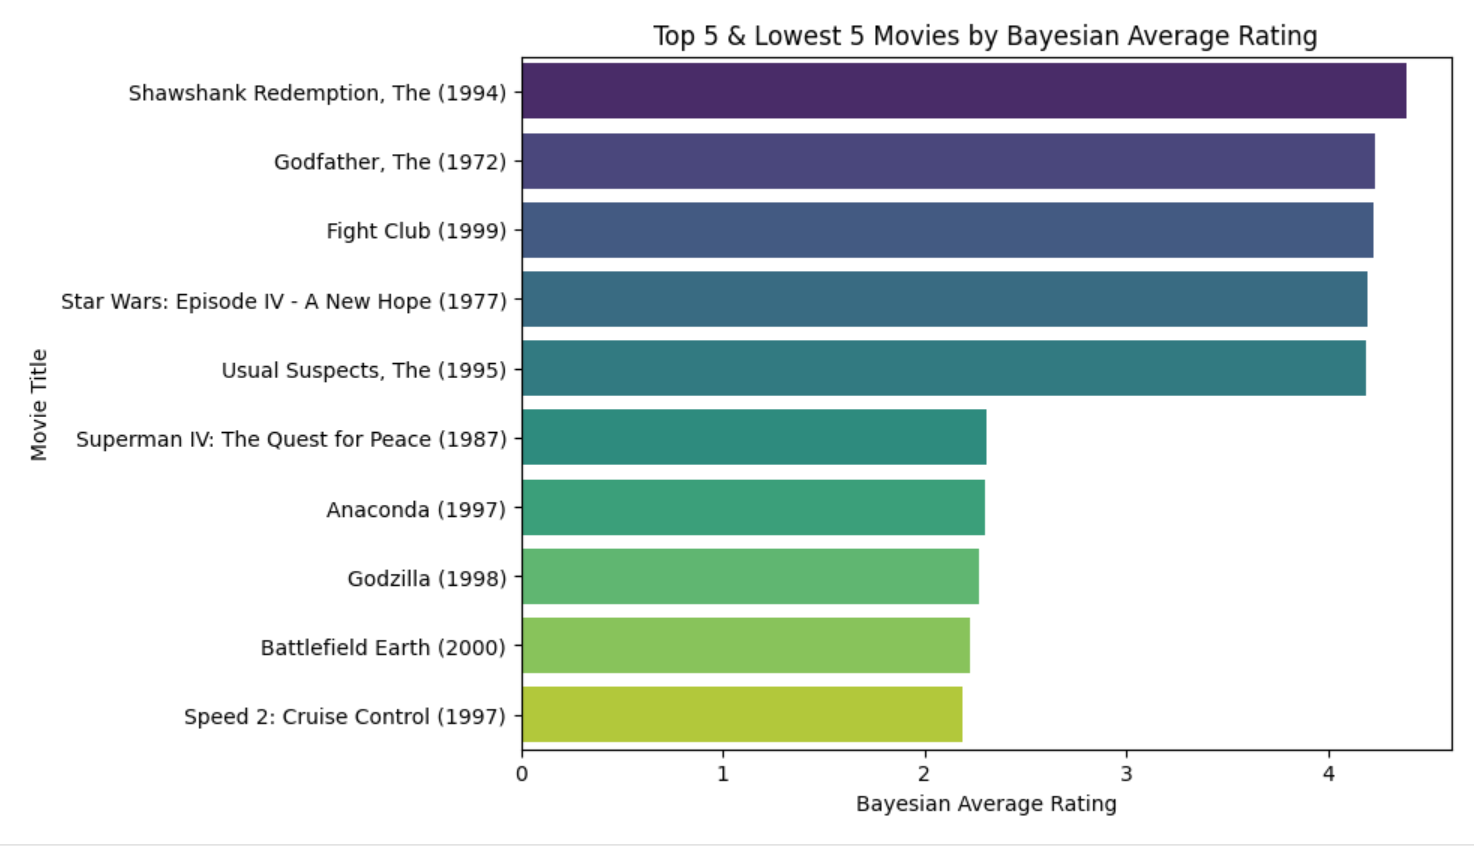 Top 5 & Lowest 5 Movies by Bayesian Average Rating
Shawshank Redemption, The (1994)
Godfather, The (1972)
Fight Club (1999)
Star Wars: Episode IV - A New Hope (1977)
Usual Suspects, The (1995)
Superman IV: The Quest for Peace (1987)
Anaconda (1997)
Godzilla (1998)
Battlefield Earth (2000)
Speed 2: Cruise Control (1997)
Movie Title
0 1 2 3 4
Bayesian Average Rating